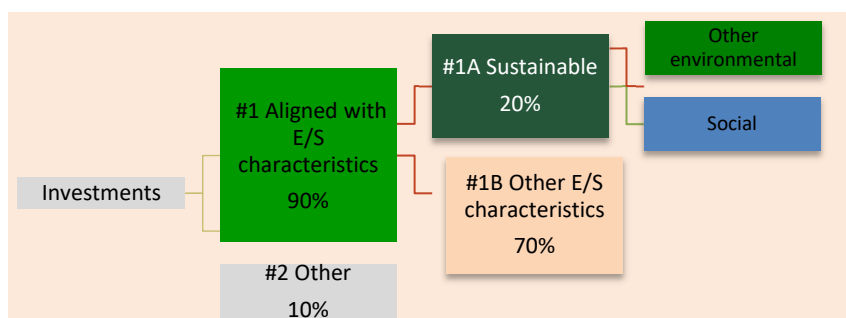 Investments
#1 Aligned with
E/S
characteristics
90%
#2 Other
10%
#1A Sustainable
20%
#1B Other E/S
characteristics
70%
Other
environmental
Social